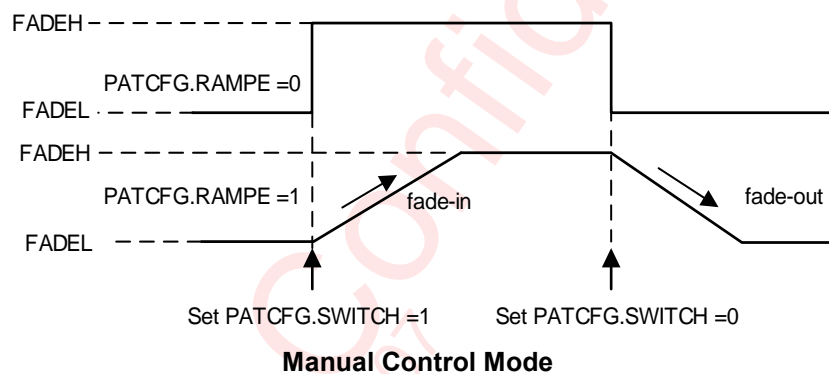 FADEH
PATCFG.RAMPE =0
FADEL
FADEH
PATCFG.RAMPE =1
fade-in
fade-out
FADEL
Set PATCFG.SWITCH =1
Set PATCFG.SWITCH =0
Manual Control Mode